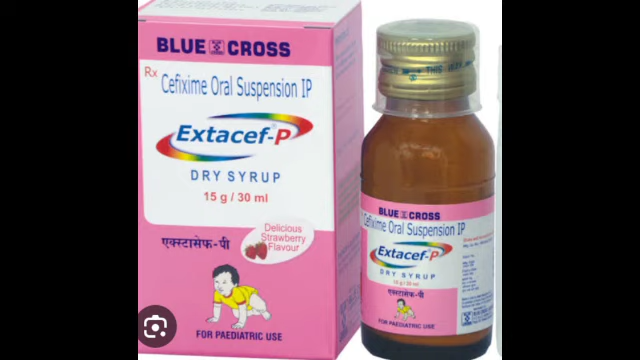 BLUE CROSS
Rx
Cefixime Oral Suspension IP
Extacef®-P
DRY SYRUP
15 g / 30 ml
Delicious
Strawberry
Flavour
एक्स्टासेफ-पी
FOR PAEDIATRIC USE
BLUE CROSS
Cefixime Oral Suspension IP
Extacef-P
DRY SYRUP
15 g / 30 ml
एक्स्टासेफ-पी
FOR PAEDIATRIC USE